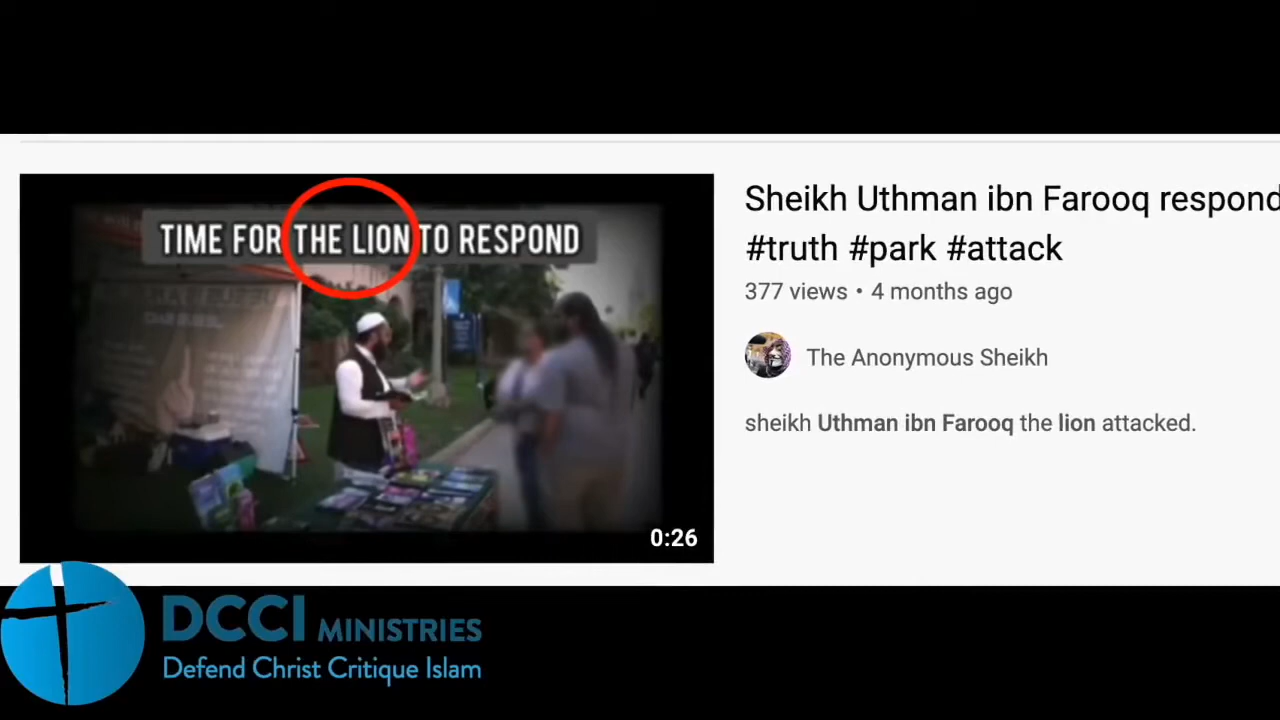 TIME FOR THE LION TO RESPOND
0:26
Sheikh Uthman ibn Farooq respond
#truth #park #attack
377 views • 4 months ago
The Anonymous Sheikh
sheikh Uthman ibn Farooq the lion attacked.
DCCI MINISTRIES
Defend Christ Critique Islam